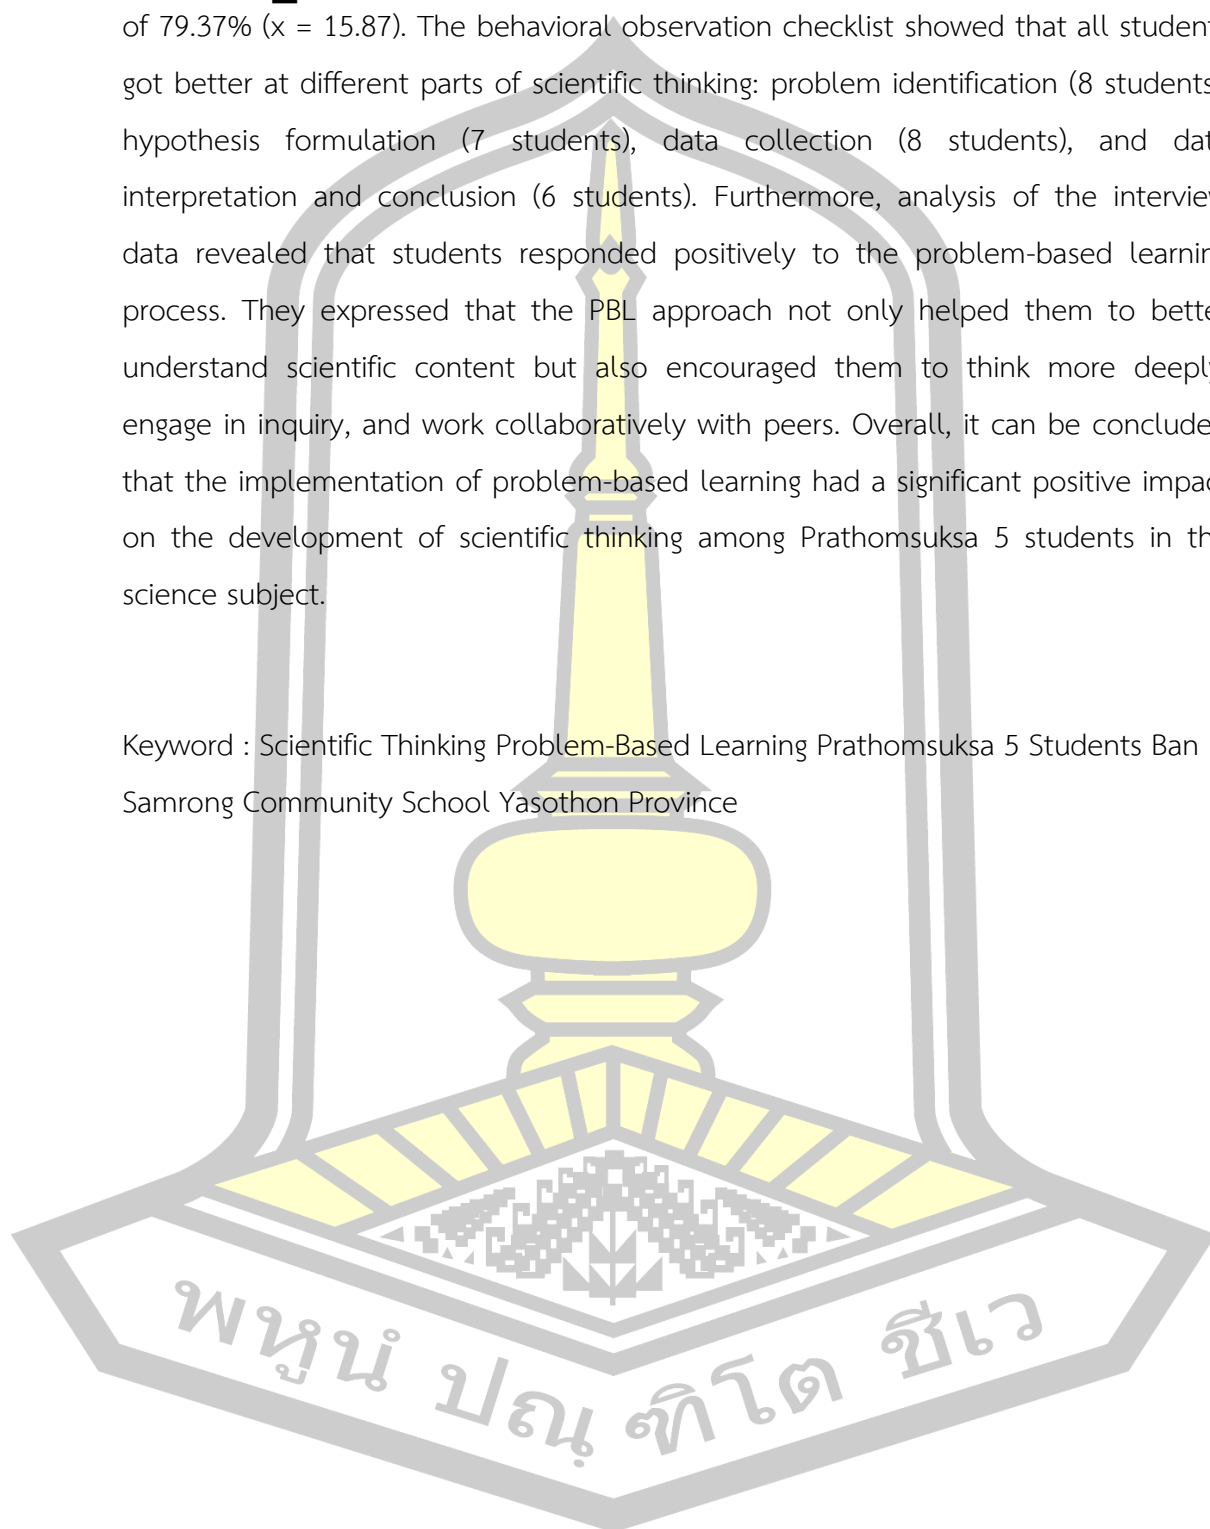 of 79.37% (x = 15.87). The behavioral observation checklist showed that all student
got better at different parts of scientific thinking: problem identification (8 students
hypothesis formulation (7 students), data collection (8 students), and dat
interpretation and conclusion (6 students). Furthermore, analysis of the intervie
data revealed that students responded positively to the problem-based learnin
process. They expressed that the PBL approach not only helped them to bette
understand scientific content but also encouraged them to think more deeply
engage in inquiry, and work collaboratively with peers. Overall, it can be conclude
that the implementation of problem-based learning had a significant positive impac
on the development of scientific thinking among Prathomsuksa 5 students in th
science subject.
Keyword : Scientific Thinking Problem-Based Learning Prathomsuksa 5 Students Ban
Samrong Community School Yasothon Province
พหูนํ ปณฺฑิโต ชีเว